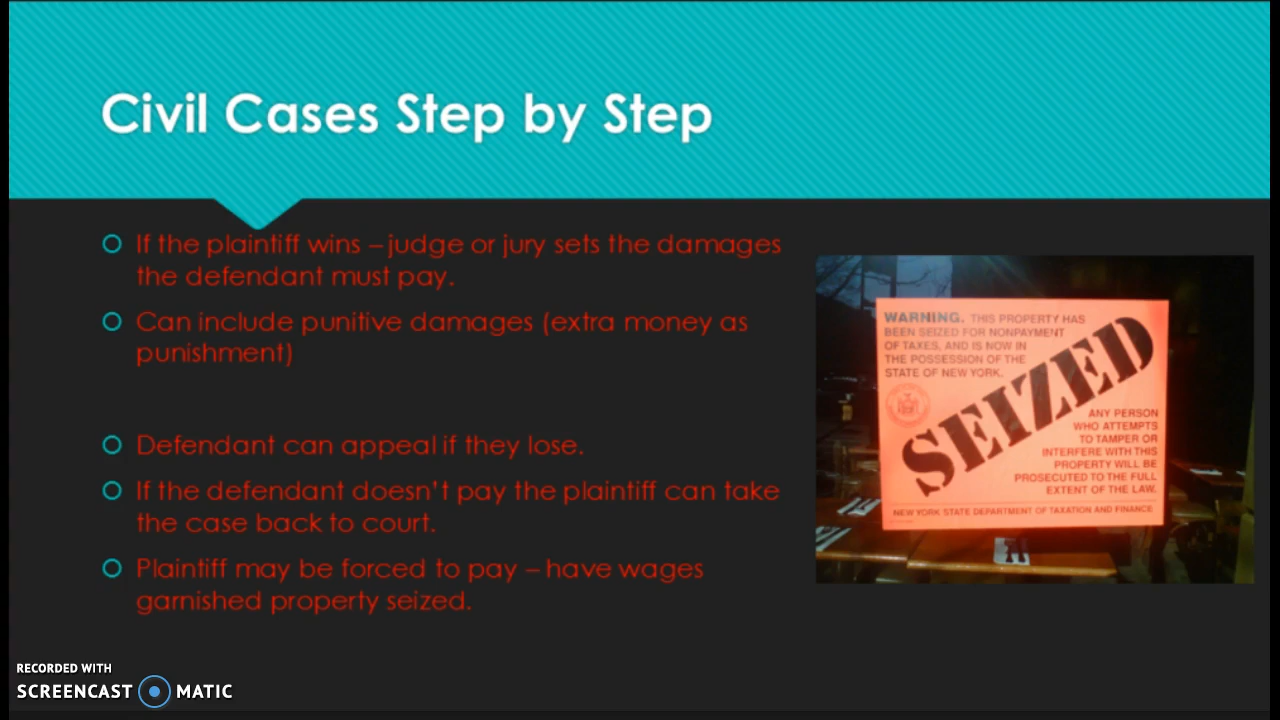 Civil Cases Step by Step
If the plaintiff wins – judge or jury sets the damages
the defendant must pay.
Can include punitive damages (extra money as
punishment)
Defendant can appeal if they lose.
If the defendant doesn't pay the plaintiff can take
the case back to court.
Plaintiff may be forced to pay – have wages
garnished property seized.
WARNING. THIS PROPERTY HAS
BEEN SEIZED FOR NONPAYMENT
OF TAXES, AND IS NOW IN
THE POSSESSION OF THE
STATE OF NEW YORK.
SEIZED
ANY PERSON
WHO ATTEMPTS
TO TAMPER OR
INTERFERE WITH THIS
PROPERTY WILL BE
PROSECUTED TO THE FULL
EXTENT OF THE LAW.
NEW YORK STATE DEPARTMENT OF TAXATION AND FINANCE
RECORDED WITH
SCREENCAST MATIC